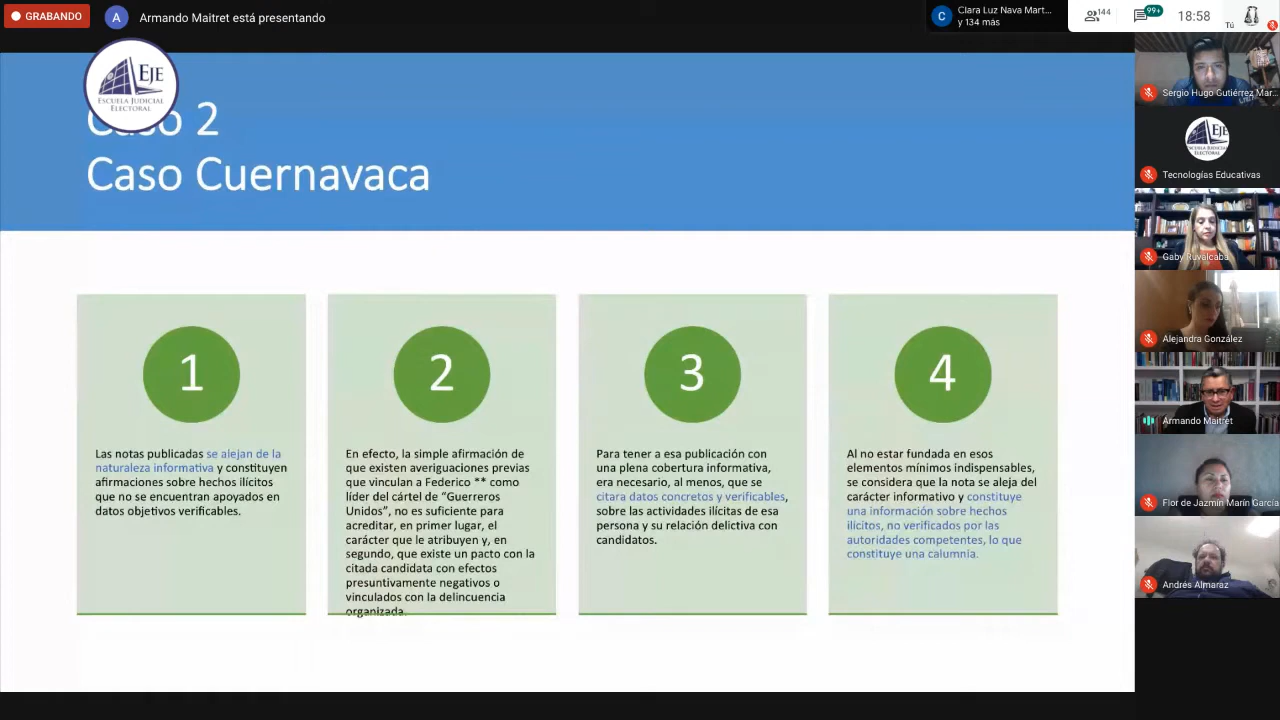 GRABANDO
A
Armando Maitret está presentando
C
Clara Luz Nava Mart...
y 134 más
144
99+
18:58
Tú
EJE
ESCUELA JUDICIAL
ELECTORAL
Caso 2
Caso Cuernavaca
1
Las notas publicadas se alejan de la
naturaleza informativa y constituyen
afirmaciones sobre hechos ilícitos
que no se encuentran apoyados en
datos objetivos verificables.
2
En efecto, la simple afirmación de
que existen averiguaciones previas
que vinculan a Federico ** como
líder del cártel de “Guerreros
Unidos”, no es suficiente para
acreditar, en primer lugar, el
carácter que le atribuyen y, en
segundo, que existe un pacto con la
citada candidata con efectos
presuntivamente negativos o
vinculados con la delincuencia
organizada.
3
Para tener a esa publicación con
una plena cobertura informativa,
era necesario, al menos, que se
citara datos concretos y verificables,
sobre las actividades ilícitas de esa
persona y su relación delictiva con
candidatos.
4
Al no estar fundada en esos
elementos mínimos indispensables,
se considera que la nota se aleja del
carácter informativo y constituye
una información sobre hechos
ilícitos, no verificados por las
autoridades competentes, lo que
constituye una calumnia.
Sergio Hugo Gutiérrez Mar...
EJE
Tecnologías Educativas
Gaby Ruvalcaba
Alejandra González
Armando Maitret
Flor de Jazmín Marín García
Andrés Almaraz